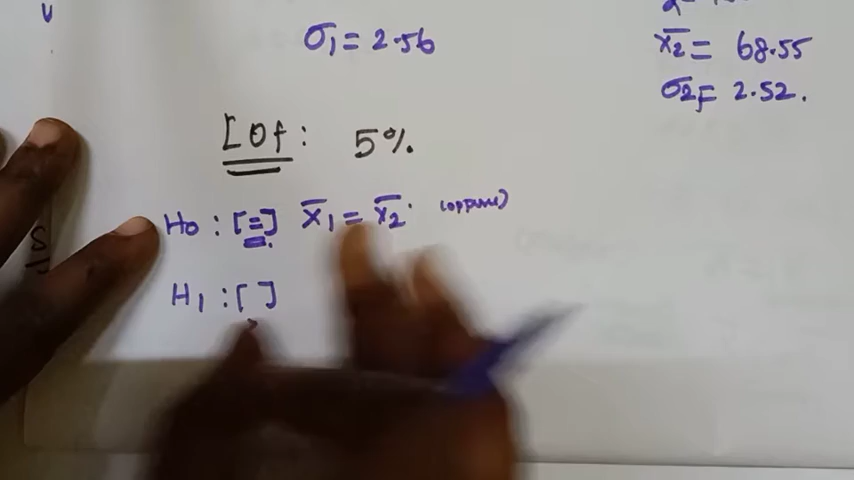 σ1 = 2.56
x̄2 = 68.55
σ2 = 2.52.
LOf : 5%
H0 : [=] x̄1 = x̄2.
H1 : [ ]